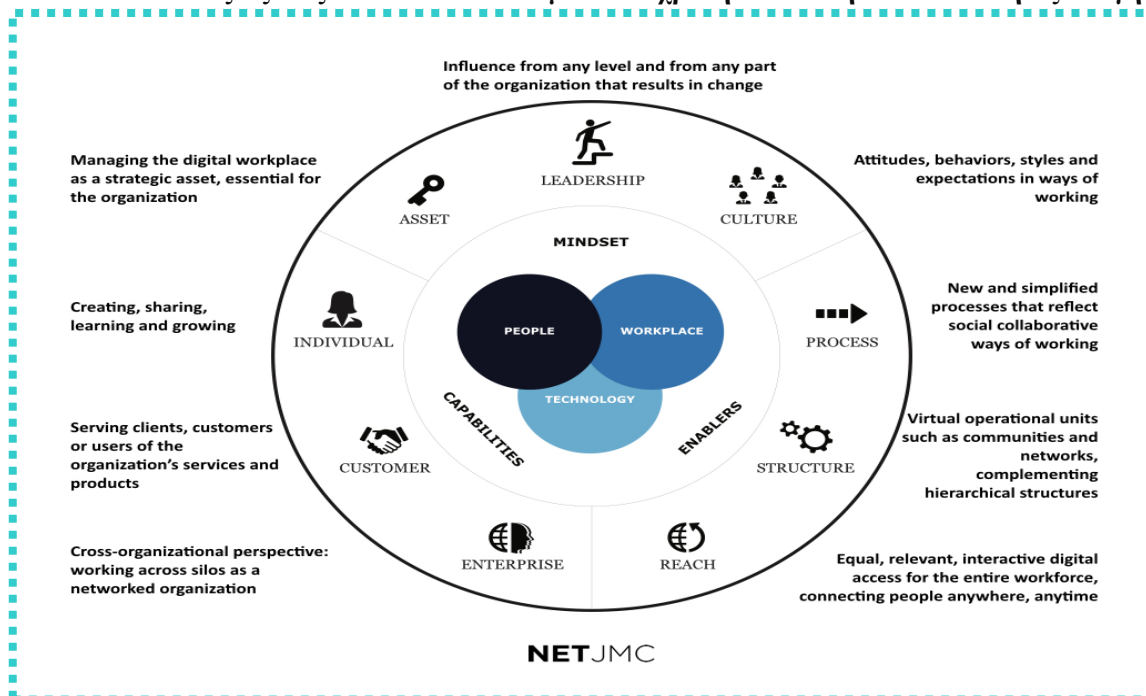 Influence from any level and from any part
of the organization that results in change
Managing the digital workplace
as a strategic asset, essential for
the organization
Attitudes, behaviors, styles and
expectations in ways of
working
LEADERSHIP
ASSET
CULTURE
MINDSET
Creating, sharing,
learning and growing
New and simplified
processes that reflect
social collaborative
ways of working
INDIVIDUAL
PEOPLE
WORKPLACE
PROCESS
TECHNOLOGY
CAPABILITIES
ENABLERS
Serving clients, customers
or users of the
organization’s services and
products
CUSTOMER
STRUCTURE
Virtual operational units
such as communities and
networks,
complementing
hierarchical structures
Cross-organizational perspective:
working across silos as a
networked organization
ENTERPRISE
REACH
Equal, relevant, interactive digital
access for the entire workforce,
connecting people anywhere, anytime
NETJMC